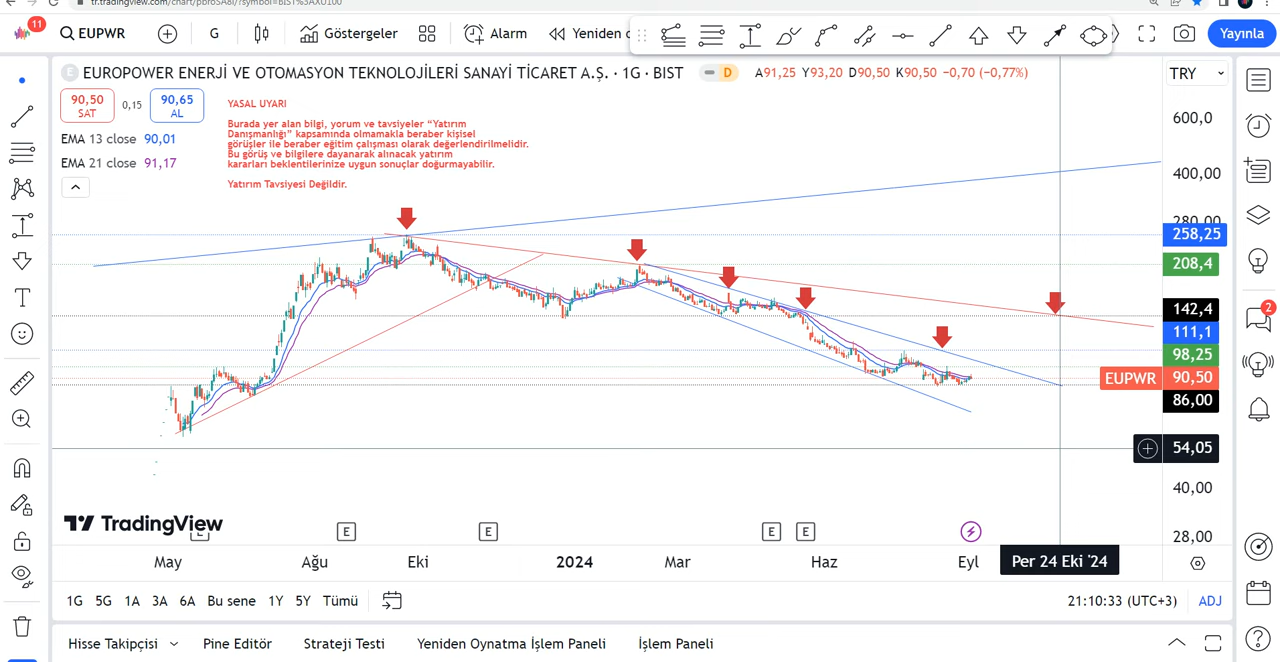 tr.tradingview.com/chart/pbroSA8I/?symbol=BIST%3AXU100
11
EUPWR
G
Göstergeler
Alarm
Yeniden
Yayınla
E EUROPOWER ENERJİ VE OTOMASYON TEKNOLOJİLERİ SANAYİ TİCARET A.Ş. · 1G · BIST
D
A91,25 Y93,20 D90,50 K90,50 −0,70 (−0,77%)
TRY
90,50
SAT
0,15
90,65
AL
EMA 13 close 90,01
EMA 21 close 91,17
YASAL UYARI
Burada yer alan bilgi, yorum ve tavsiyeler “Yatırım
Danışmanlığı” kapsamında olmamakla beraber kişisel
görüşler ile beraber eğitim çalışması olarak değerlendirilmelidir.
Bu görüş ve bilgilere dayanarak alınacak yatırım
kararları beklentilerinize uygun sonuçlar doğurmayabilir.
Yatırım Tavsiyesi Değildir.
600,0
400,00
280,00
258,25
208,4
142,4
111,1
98,25
EUPWR 90,50
86,00
54,05
40,00
28,00
2
TradingView
E
E
E
E
E
May
Ağu
Eki
2024
Mar
Haz
Eyl
Per 24 Eki '24
1G 5G 1A 3A 6A Bu sene 1Y 5Y Tümü
21:10:33 (UTC+3)
ADJ
Hisse Takipçisi
Pine Editör
Strateji Testi
Yeniden Oynatma İşlem Paneli
İşlem Paneli